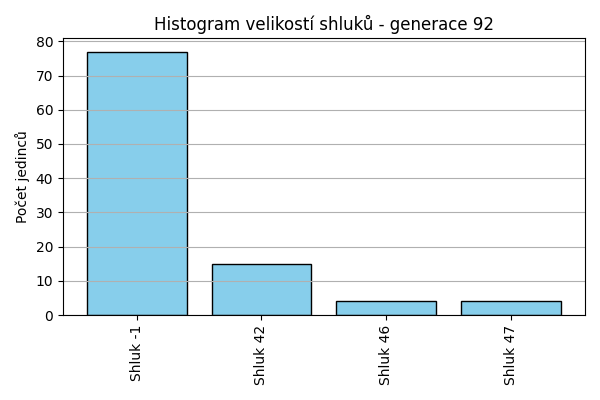 Histogram velikostí shluků - generace 92
Počet jedinců
80
70
60
50
40
30
20
10
0
Shluk -1
Shluk 42
Shluk 46
Shluk 47